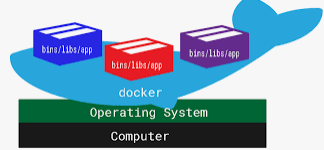 bins/libs/app
bins/libs/app
bins/libs/app
docker
Operating System
Computer